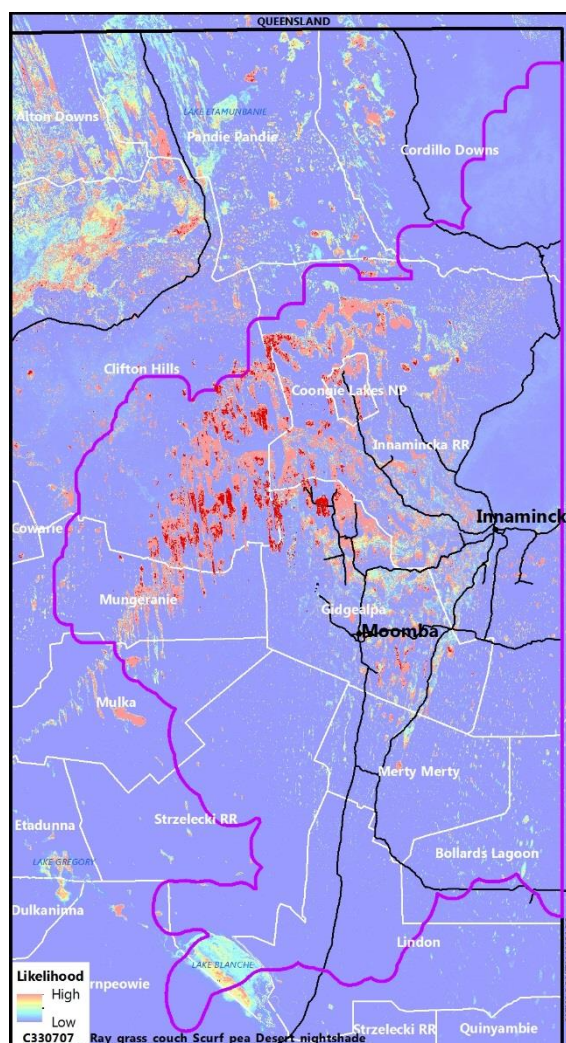 QUEENSLAND
LAKE ETAMUNBANIE
Alton Downs
Pandie Pandie
Cordillo Downs
Clifton Hills
Coongie Lakes NP
Innamincka RR
Innaminck
Cowarie
Mungeranie
Gidgealpa
Moomba
Mulka
Merty Merty
Strzelecki RR
Etadunna
Bollards Lagoon
LAKE GREGORY
Dulkanima
Lindon
LAKE BLANCHE
Likelihood
High
rnpeowie
Low
C330707 Ray grass couch Scurf pea Desert nightshade
Strzelecki RR
Quinyambie